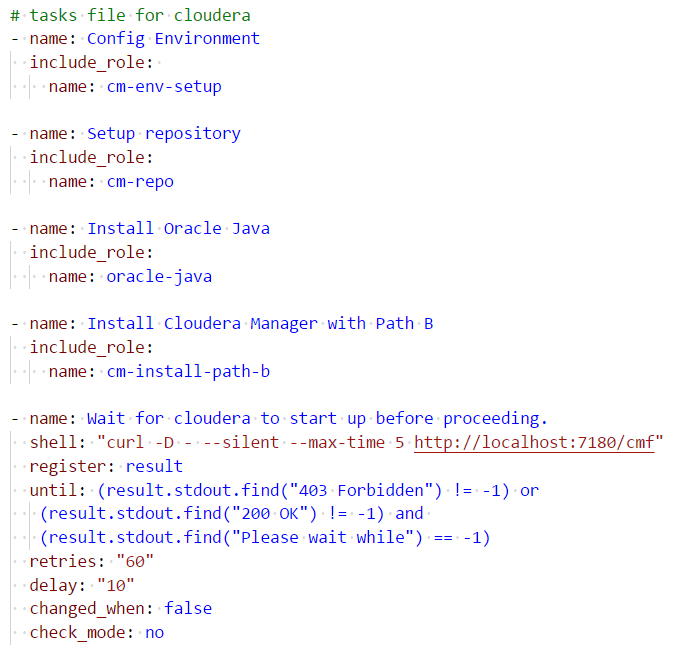 # tasks file for cloudera
- name: Config Environment
  include_role:
    name: cm-env-setup

- name: Setup repository
  include_role:
    name: cm-repo

- name: Install Oracle Java
  include_role:
    name: oracle-java

- name: Install Cloudera Manager with Path B
  include_role:
    name: cm-install-path-b

- name: Wait for cloudera to start up before proceeding.
  shell: "curl -D - --silent --max-time 5 http://localhost:7180/cmf"
  register: result
  until: (result.stdout.find("403 Forbidden") != -1) or
   (result.stdout.find("200 OK") != -1) and
   (result.stdout.find("Please wait while") == -1)
  retries: "60"
  delay: "10"
  changed_when: false
  check_mode: no